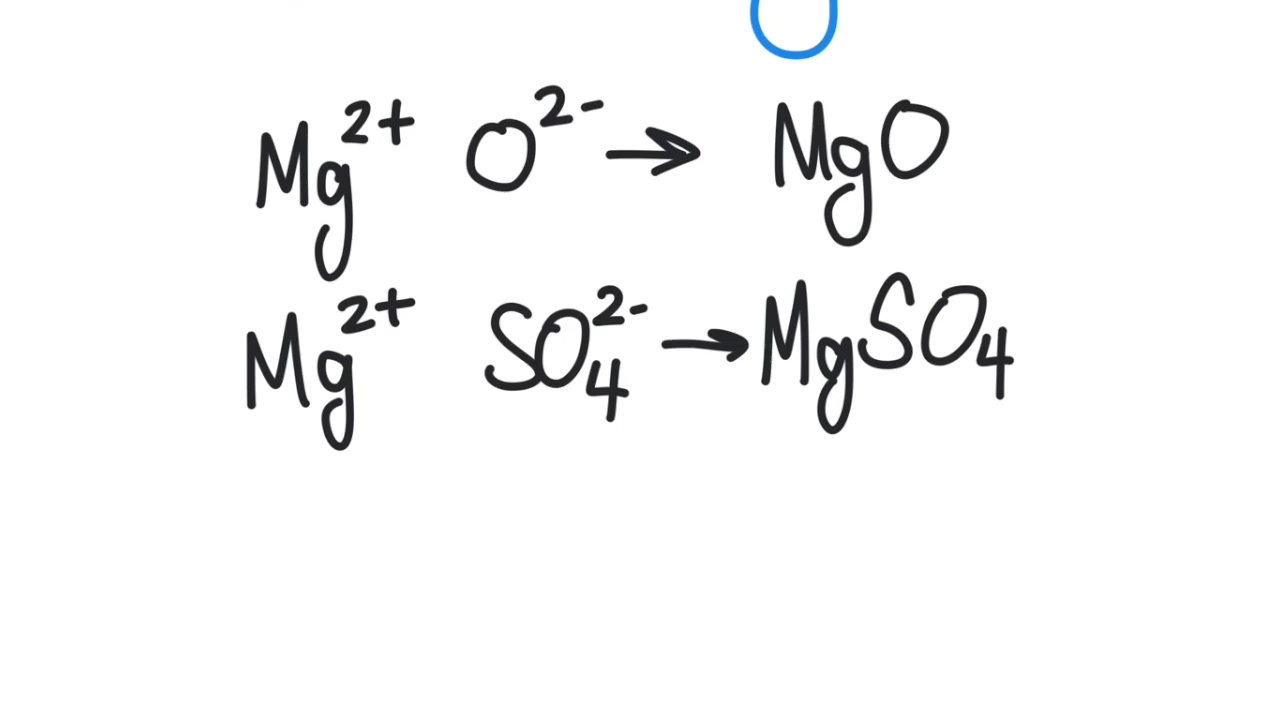 Mg²⁺ O²⁻ → MgO
Mg²⁺ SO₄²⁻ → MgSO₄